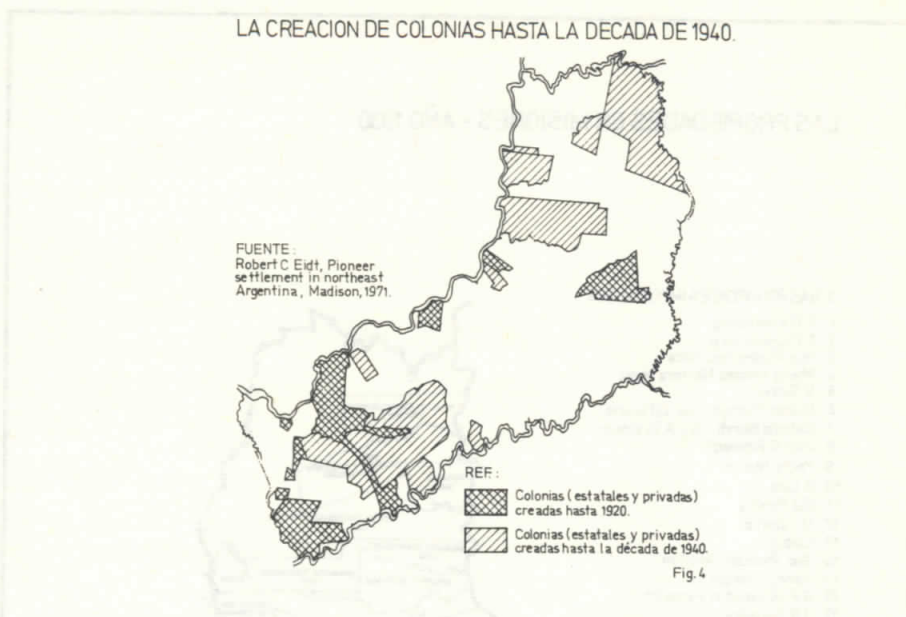 LA CREACION DE COLONIAS HASTA LA DECADA DE 1940.
FUENTE:
Robert C Eidt, Pioneer
settlement in northeast
Argentina, Madison, 1971.
REF.:
Colonias (estatales y privadas)
creadas hasta 1920.
Colonias (estatales y privadas)
creadas hasta la década de 1940.
Fig. 4